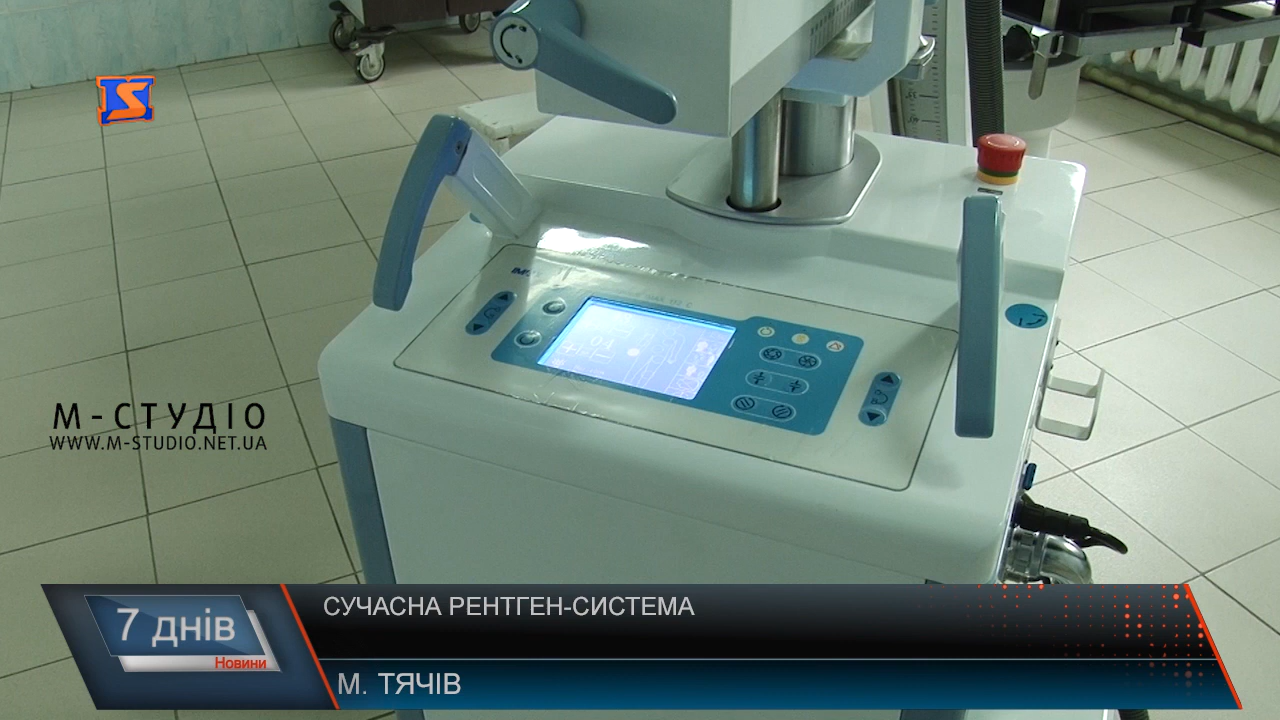 М-СТУДІО
WWW.M-STUDIO.NET.UA
7 днів
Новини
СУЧАСНА РЕНТГЕН-СИСТЕМА
М. ТЯЧІВ